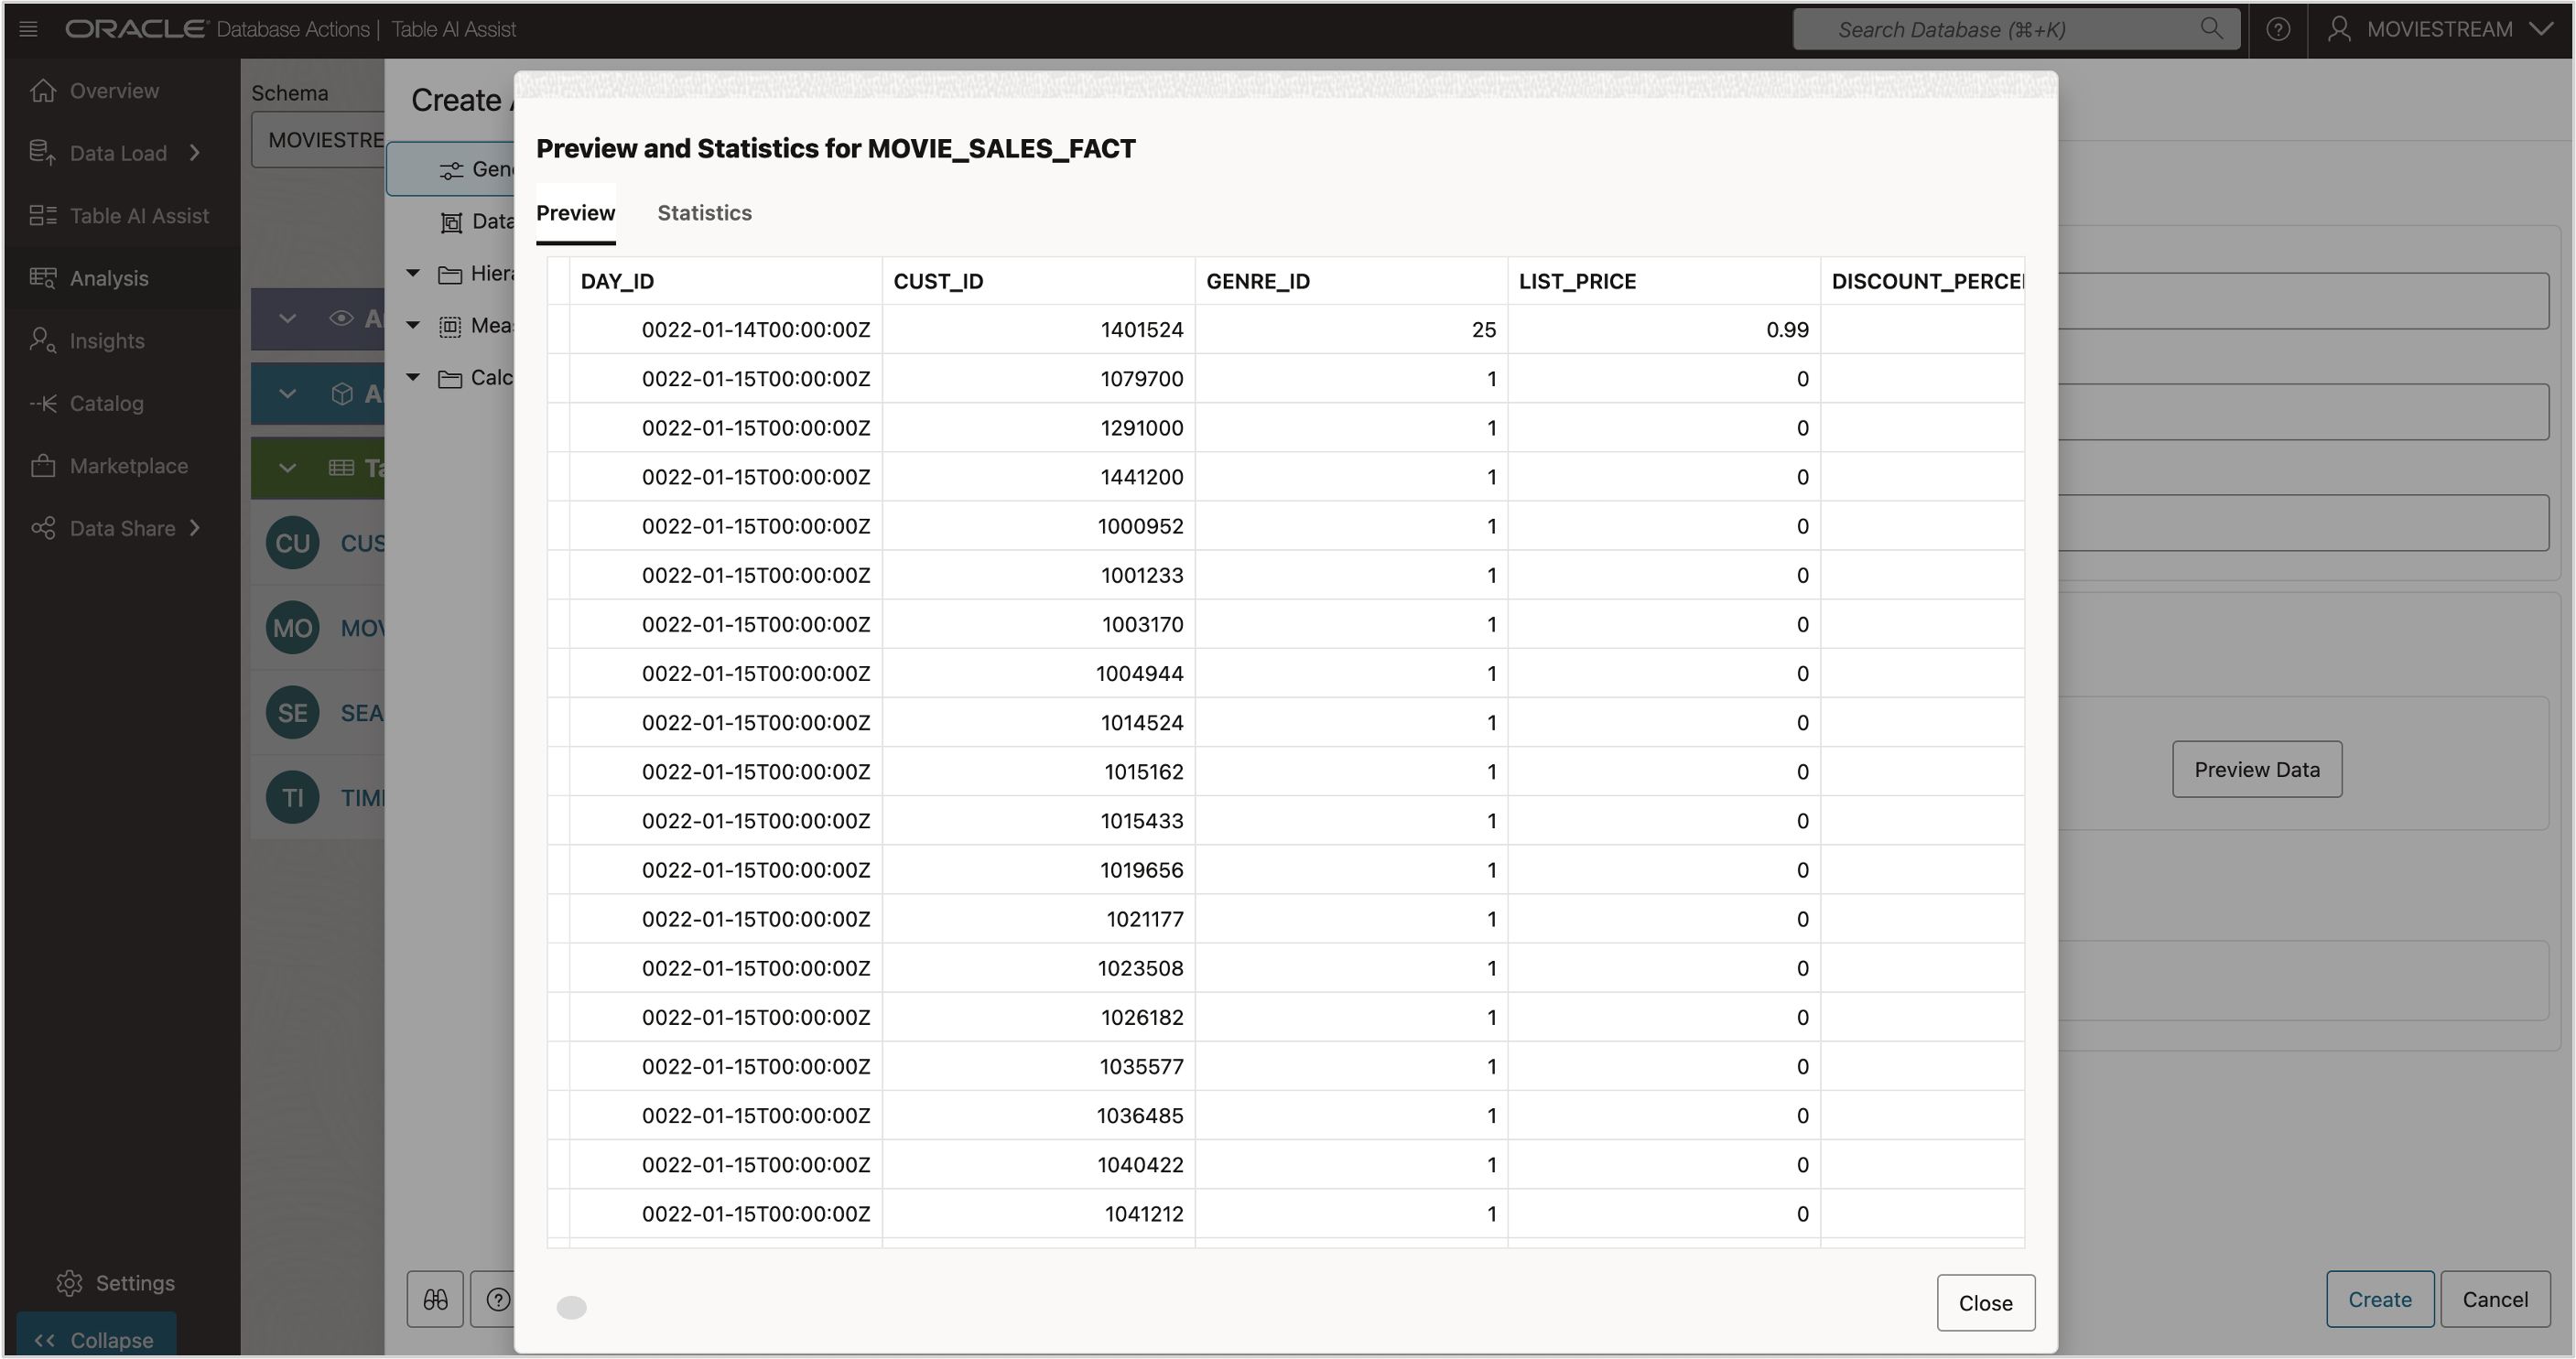 ORACLE Database Actions | Table AI Assist
Search Database (⌘+K)
MOVIESTREAM
Overview
Data Load
Table AI Assist
Analysis
Insights
Catalog
Marketplace
Data Share
Settings
Collapse
Schema
MOVIESTRE
CU CUS
MO MOV
SE SEA
TI TIM
Create
Gen
Data
Hier
Mea
Calc
Preview and Statistics for MOVIE_SALES_FACT
Preview Statistics
DAY_ID CUST_ID GENRE_ID LIST_PRICE DISCOUNT_PERCE
0022-01-14T00:00:00Z 1401524 25 0.99
0022-01-15T00:00:00Z 1079700 1 0
0022-01-15T00:00:00Z 1291000 1 0
0022-01-15T00:00:00Z 1441200 1 0
0022-01-15T00:00:00Z 1000952 1 0
0022-01-15T00:00:00Z 1001233 1 0
0022-01-15T00:00:00Z 1003170 1 0
0022-01-15T00:00:00Z 1004944 1 0
0022-01-15T00:00:00Z 1014524 1 0
0022-01-15T00:00:00Z 1015162 1 0
0022-01-15T00:00:00Z 1015433 1 0
0022-01-15T00:00:00Z 1019656 1 0
0022-01-15T00:00:00Z 1021177 1 0
0022-01-15T00:00:00Z 1023508 1 0
0022-01-15T00:00:00Z 1026182 1 0
0022-01-15T00:00:00Z 1035577 1 0
0022-01-15T00:00:00Z 1036485 1 0
0022-01-15T00:00:00Z 1040422 1 0
0022-01-15T00:00:00Z 1041212 1 0
Close
Preview Data
Create Cancel